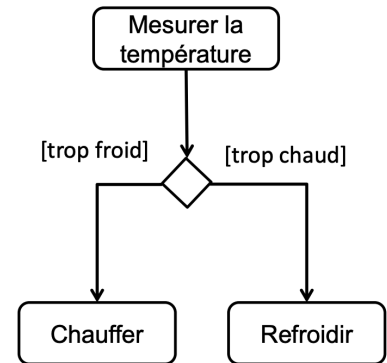 Mesurer la
température
[trop froid]
[trop chaud]
Chauffer
Refroidir